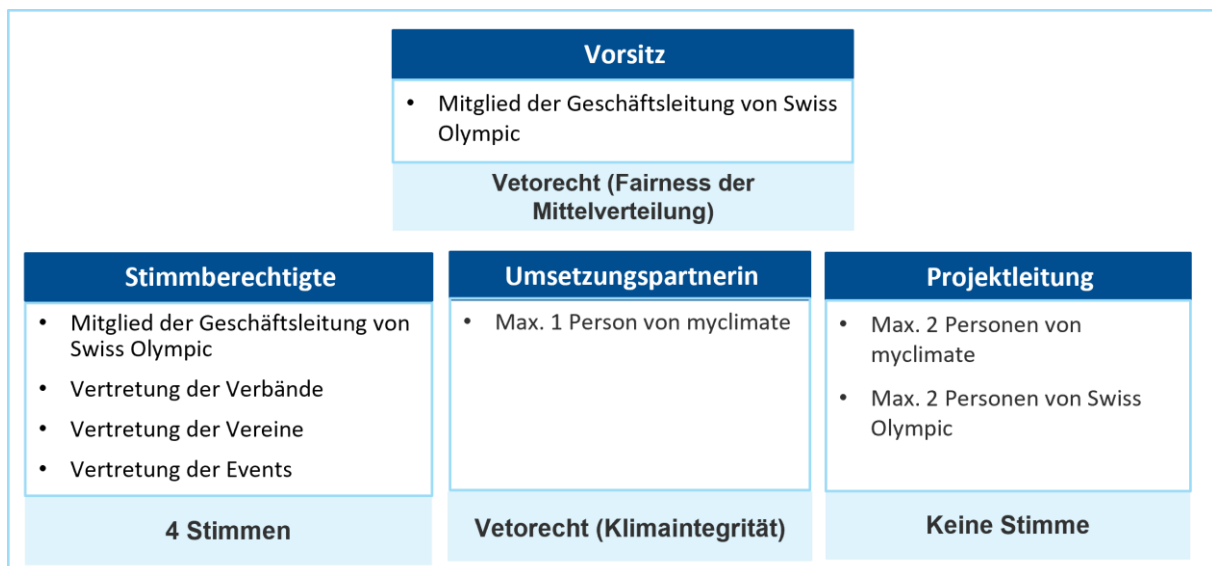 Vorsitz
• Mitglied der Geschäftsleitung von Swiss
Olympic
Vetorecht (Fairness der
Mittelverteilung)
Stimmberechtigte
• Mitglied der Geschäftsleitung von
Swiss Olympic
• Vertretung der Verbände
• Vertretung der Vereine
• Vertretung der Events
4 Stimmen
Umsetzungspartnerin
• Max. 1 Person von myclimate
Vetorecht (Klimaintegrität)
Projektleitung
• Max. 2 Personen von
myclimate
• Max. 2 Personen von Swiss
Olympic
Keine Stimme